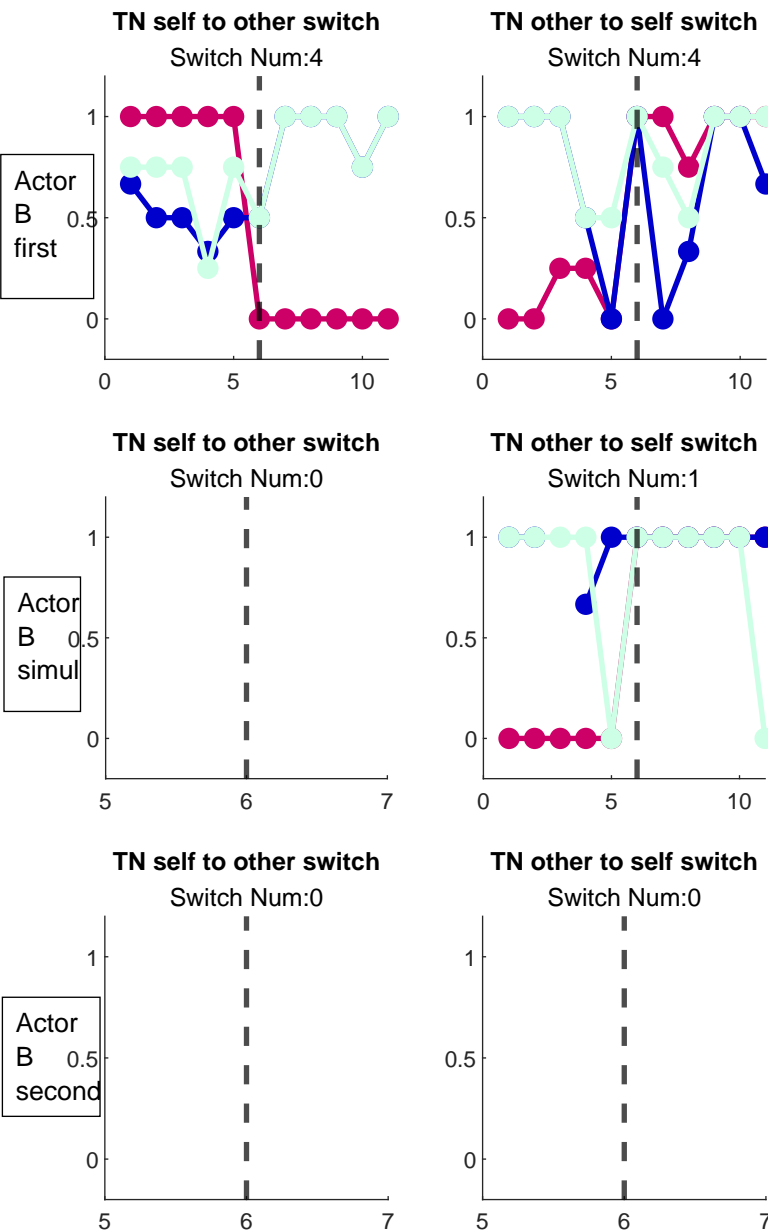 TN self to other switch
Switch Num:4
TN other to self switch
Switch Num:4
Actor
B
first
1
0.5
0
0
5
10
1
0.5
0
0
5
10
TN self to other switch
Switch Num:0
TN other to self switch
Switch Num:1
Actor
B
simul
1
0.5
0
5
6
7
1
0.5
0
0
5
10
TN self to other switch
Switch Num:0
TN other to self switch
Switch Num:0
Actor
B
second
1
0.5
0
5
6
7
1
0.5
0
5
6
7